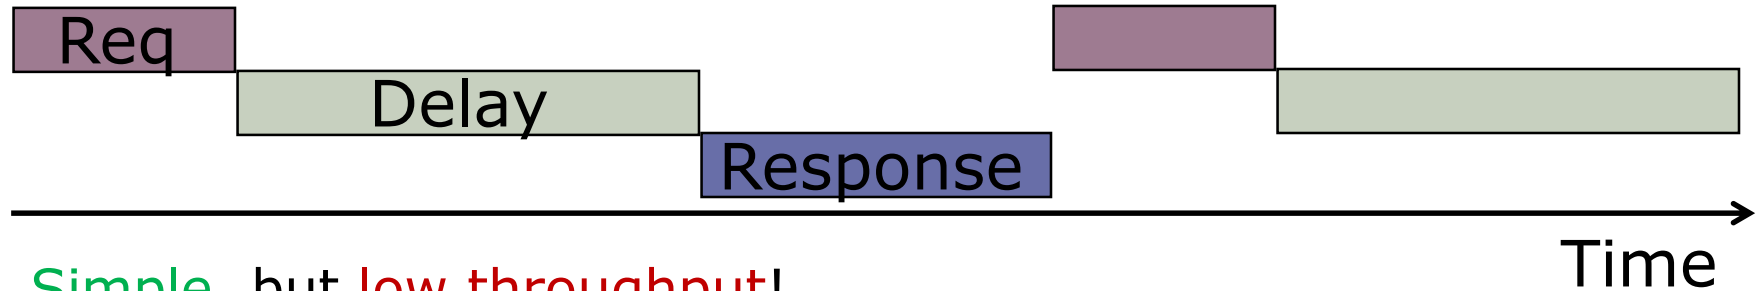 Req
Delay
Response
Time
Simple, but low throughput!